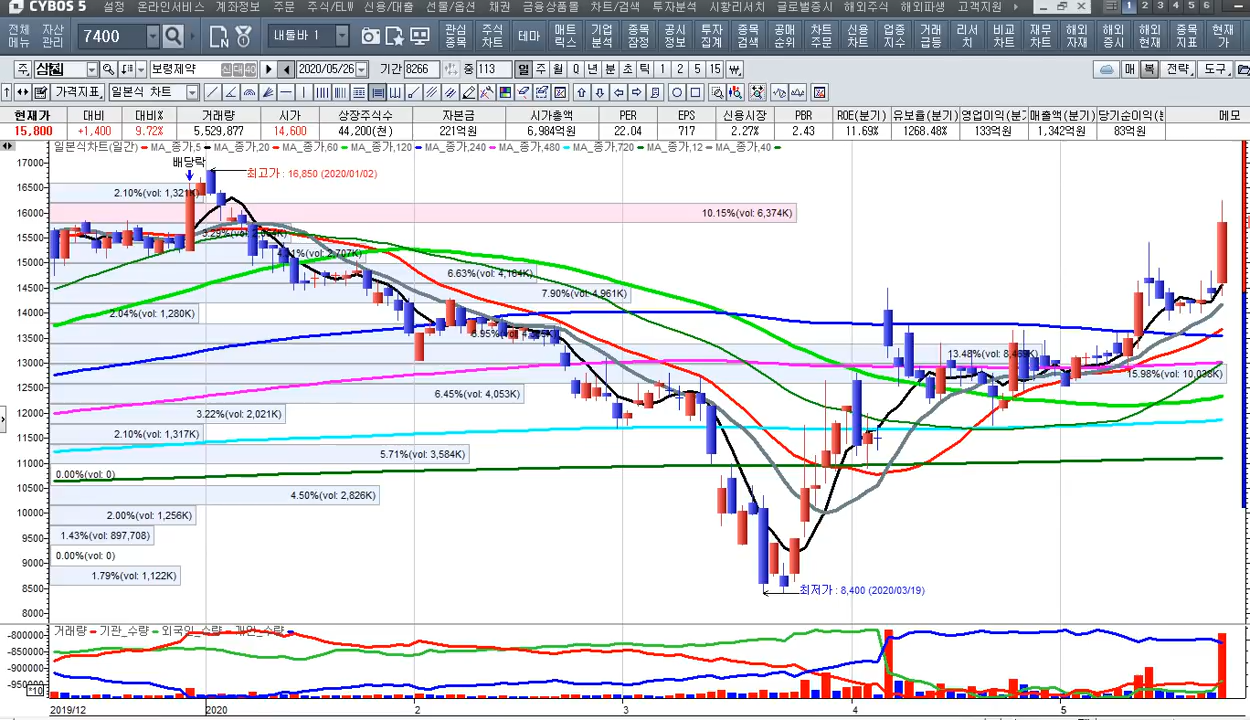 CYBOS 5 설정 온라인서비스 계좌정보 주문 주식/ELW 신용/대출 선물/옵션 채권 금융상품몰 차트/검색 투자분석 시황리서치 글로벌증시 해외주식 해외파생 고객지원 1 2 3 4 5 6
전체메뉴 자산관리 7400 내툴바 1 관심종목 주식차트 테마 매트릭스 기업분석 종목잠정 공시정보 투자집계 종목검색 공매순위 차트주문 신용차트 업종지수 거래급등 리서치 비교차트 재무차트 해외자재 해외증시 해외현재 종목지표 현재가
주 보령제약 신 대 40 일 2020/05/26 기간 8266 중 113 일 주 월 Q 년 분 초 틱 1 2 5 15 매 복 전략 도구
가격지표 일본식 차트
현재가 대비 대비% 거래량 시가 상장주식수 자본금 시가총액 PER EPS 신용시장 PBR ROE(분기) 유보율(분기) 영업이익(분기 매출액(분기) 당기순이익(분 메모
15,800 +1,400 9.72% 5,529,877 14,600 44,200(천) 221억원 6,984억원 22.04 717 2.27% 2.43 11.69% 1268.48% 133억원 1,342억원 83억원
일본식차트(일간) MA_종가,5 MA_종가,20 MA_종가,60 MA_종가,120 MA_종가,240 MA_종가,480 MA_종가,720 MA_종가,12 MA_종가,40
배당락
17000
최고가 : 16,850 (2020/01/02)
16500
2.10%(vol: 1,321K)
16000
10.15%(vol: 6,374K)
15500
15000
6.63%(vol: 4,164K)
14500
7.90%(vol: 4,961K)
14000
2.04%(vol: 1,280K)
13500
13000
15.98%(vol: 10,038K)
12500
6.45%(vol: 4,053K)
12000
3.22%(vol: 2,021K)
11500
2.10%(vol: 1,317K)
5.71%(vol: 3,584K)
11000
0.00%(vol: 0)
10500
4.50%(vol: 2,826K)
10000
2.00%(vol: 1,256K)
9500
1.43%(vol: 897,708)
9000
0.00%(vol: 0)
1.79%(vol: 1,122K)
8500
최저가 : 8,400 (2020/03/19)
8000
거래량 기관_수량 외국인_수량 개인_수량
-800000
-850000
-900000
*10
2019/12 2020 2 3 4 5